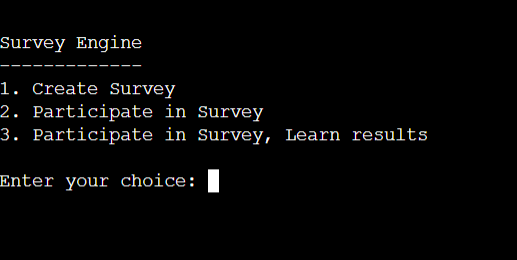 Survey Engine
-------------
1. Create Survey
2. Participate in Survey
3. Participate in Survey, Learn results
Enter your choice: